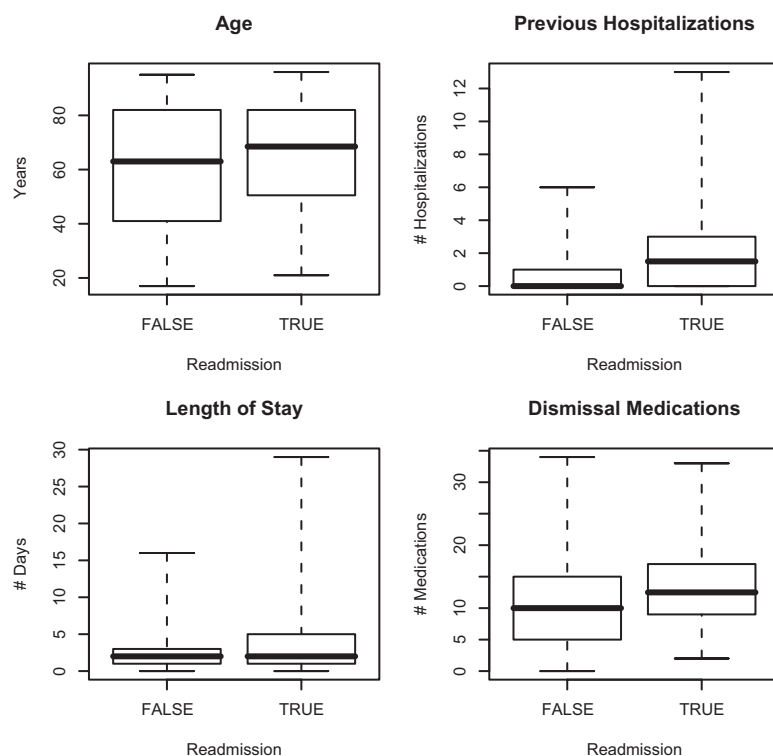 Age
Years
80
60
40
20
FALSE
TRUE
Readmission
Previous Hospitalizations
# Hospitalizations
12
8
6
4
2
0
FALSE
TRUE
Readmission
Length of Stay
# Days
30
25
20
15
10
5
0
FALSE
TRUE
Readmission
Dismissal Medications
# Medications
30
20
10
5
0
FALSE
TRUE
Readmission